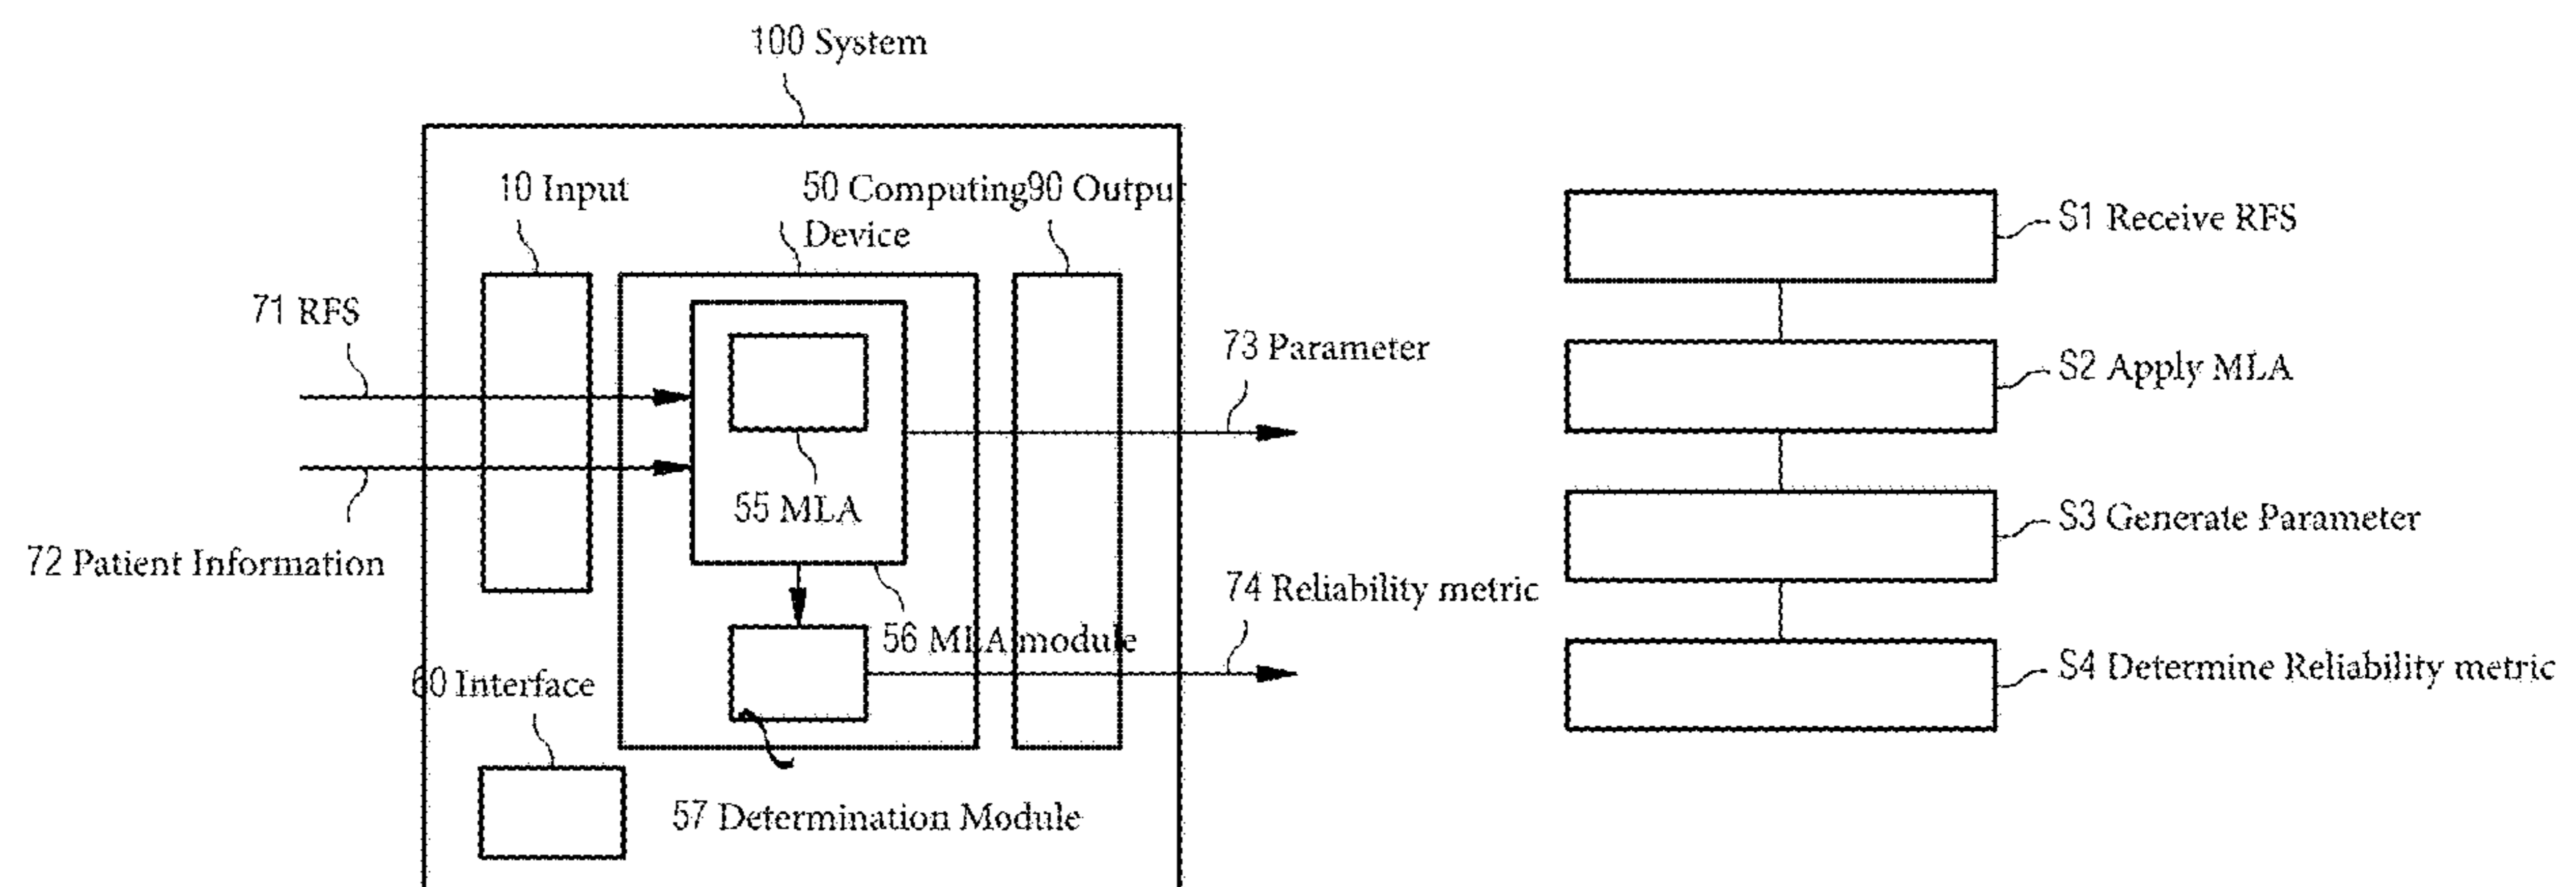 100 System
10 Input
50 Computing
Device
90 Output
71 RFS
72 Patient Information
55 MLA
56 MLA module
60 Interface
57 Determination Module
73 Parameter
74 Reliability metric
S1 Receive RFS
S2 Apply MLA
S3 Generate Parameter
S4 Determine Reliability metric